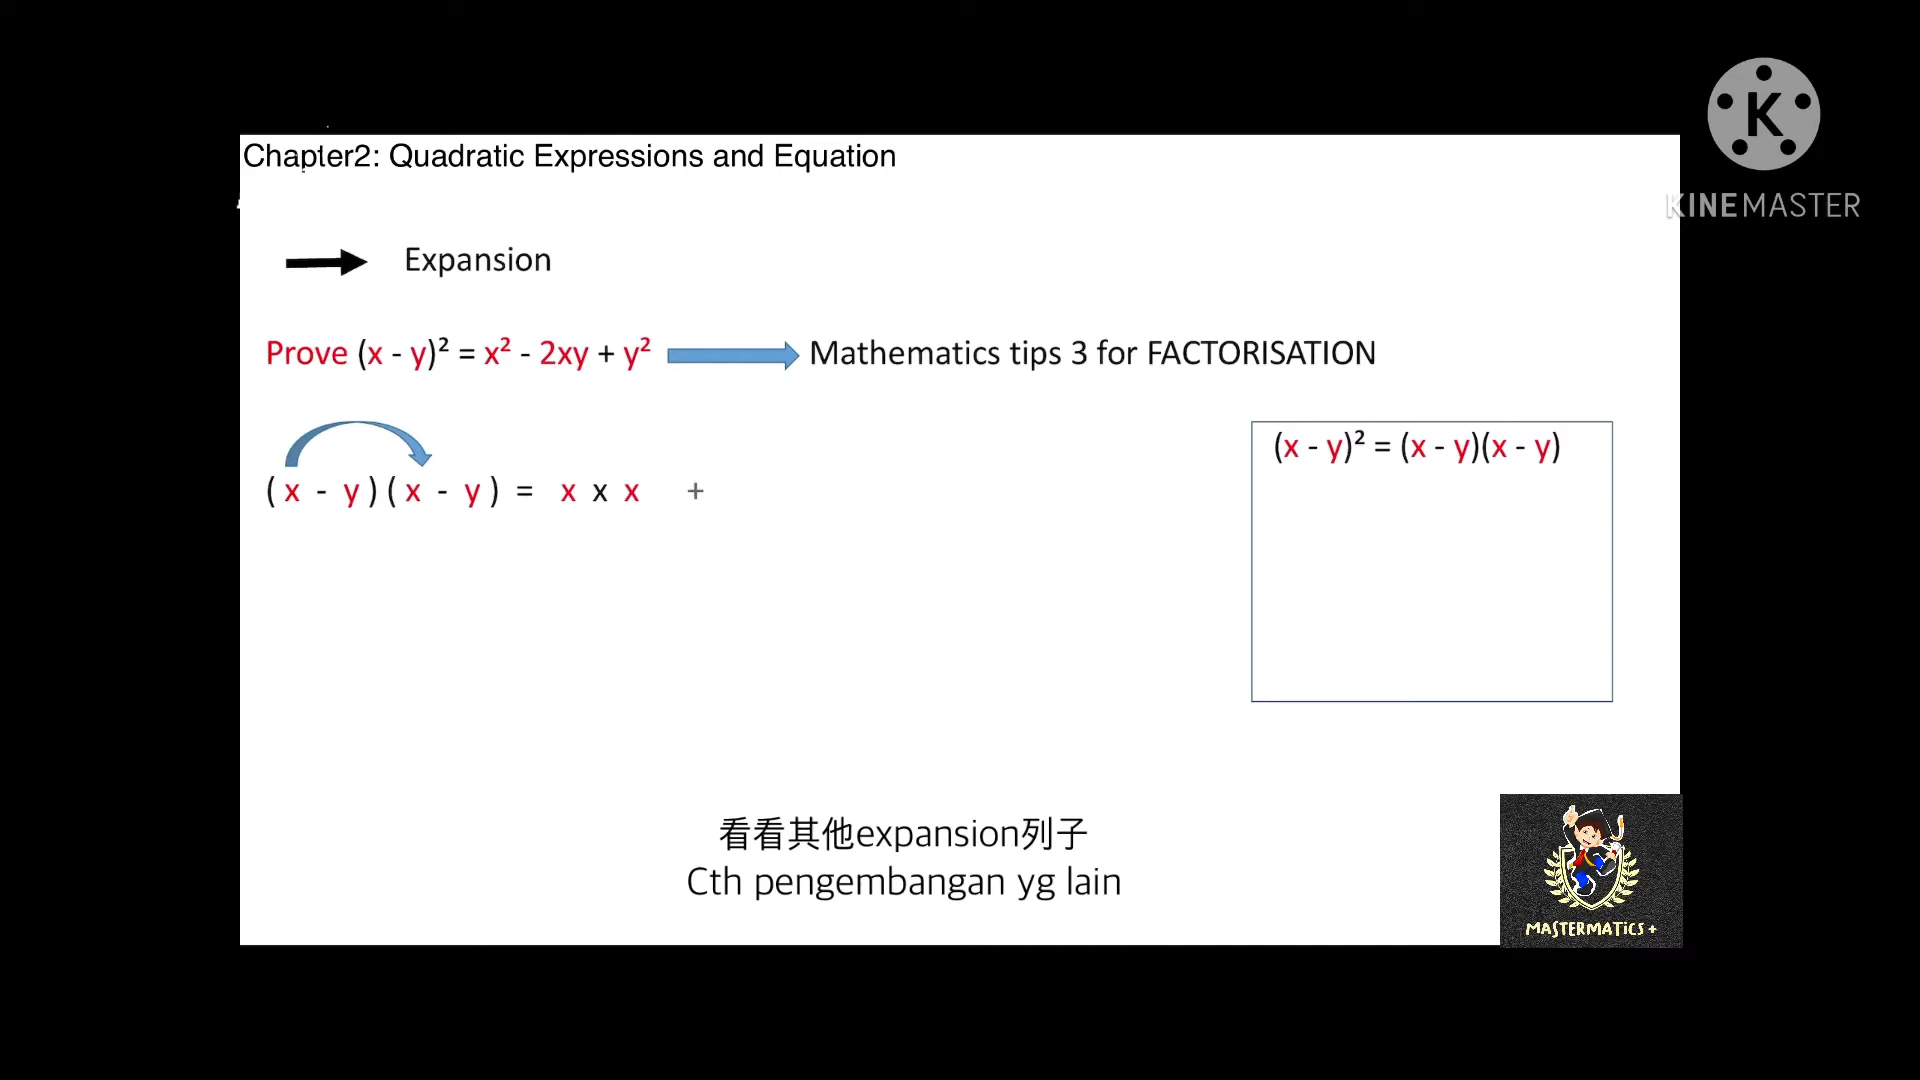 K
KINEMASTER
Chapter2: Quadratic Expressions and Equation
Expansion
Prove (x - y)² = x² - 2xy + y²
Mathematics tips 3 for FACTORISATION
(x - y)² = (x - y)(x - y)
( x - y ) ( x - y ) = x x x +
看看其他expansion列子
Cth pengembangan yg lain
MASTERMATICS +